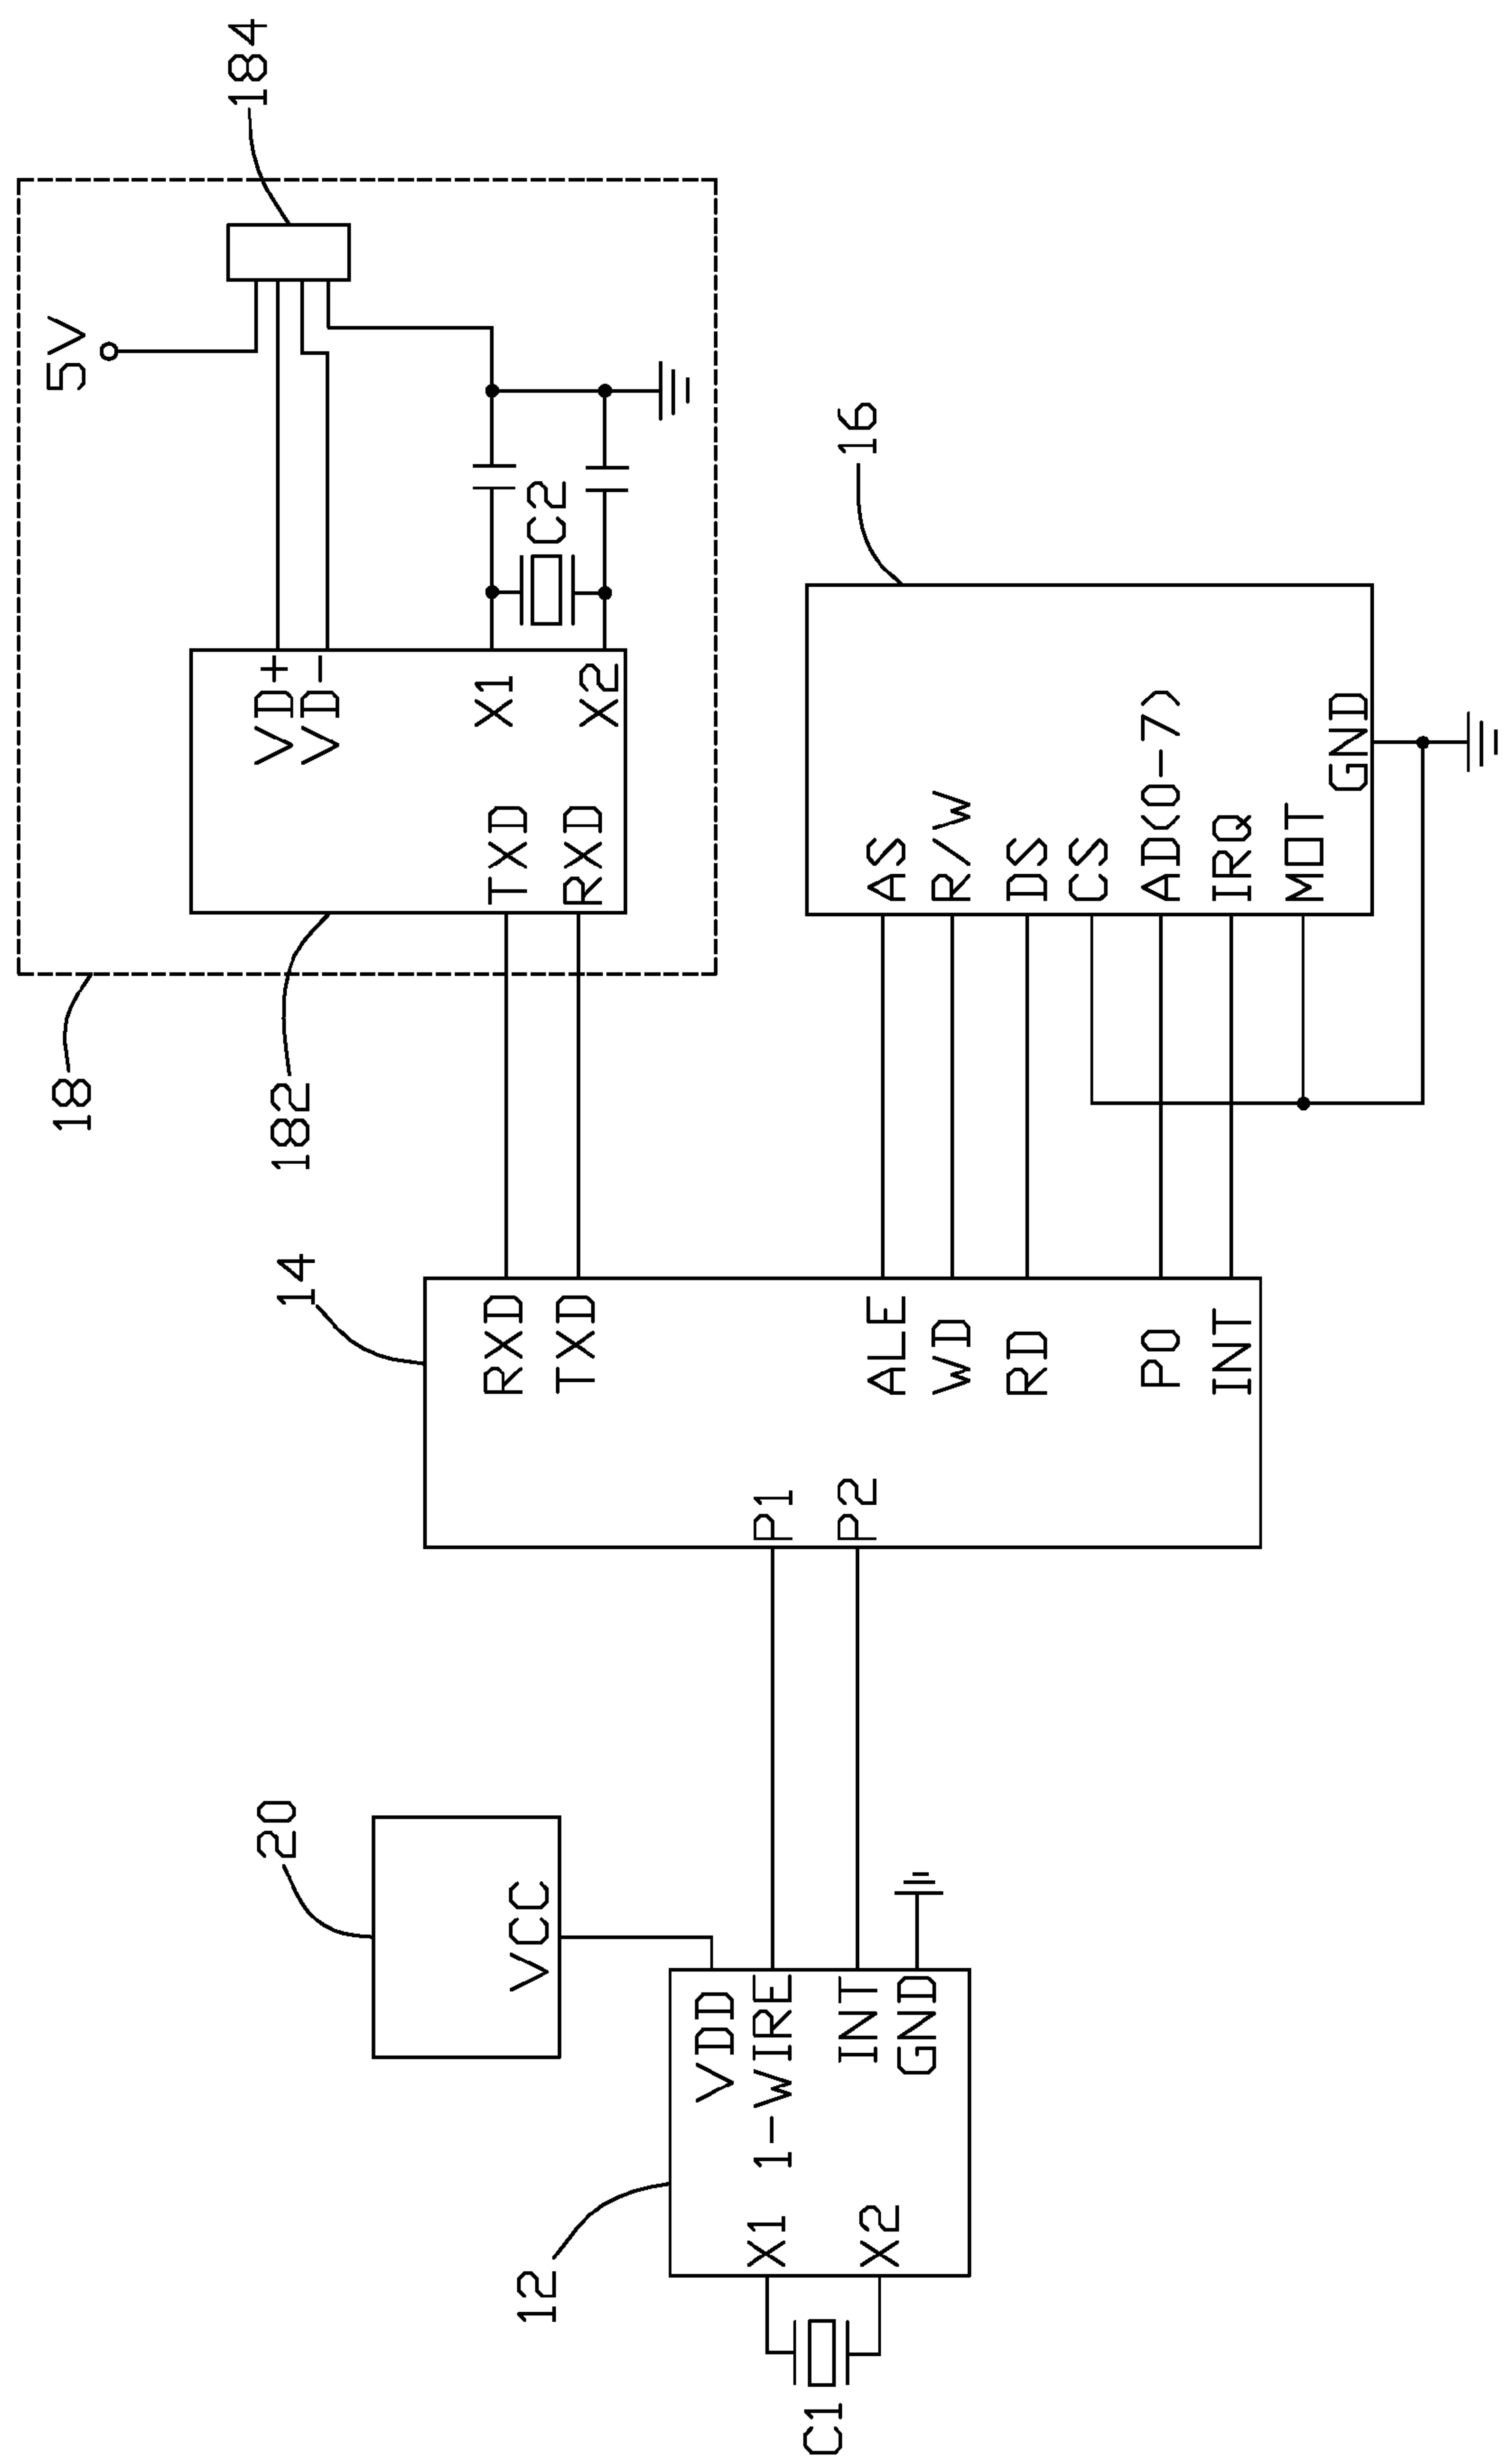 18
5V
184
182
VD+
VD-
TXD
X1
RXD
X2
14
RXD
TXD
16
20
VCC
P1
ALE
AS
P2
WD
R/W
RD
DS
CS
P0
AD(0-7)
INT
IRQ
MOT
GND
12
VDD
X1
1-WIRE
INT
X2
GND
C1
C2